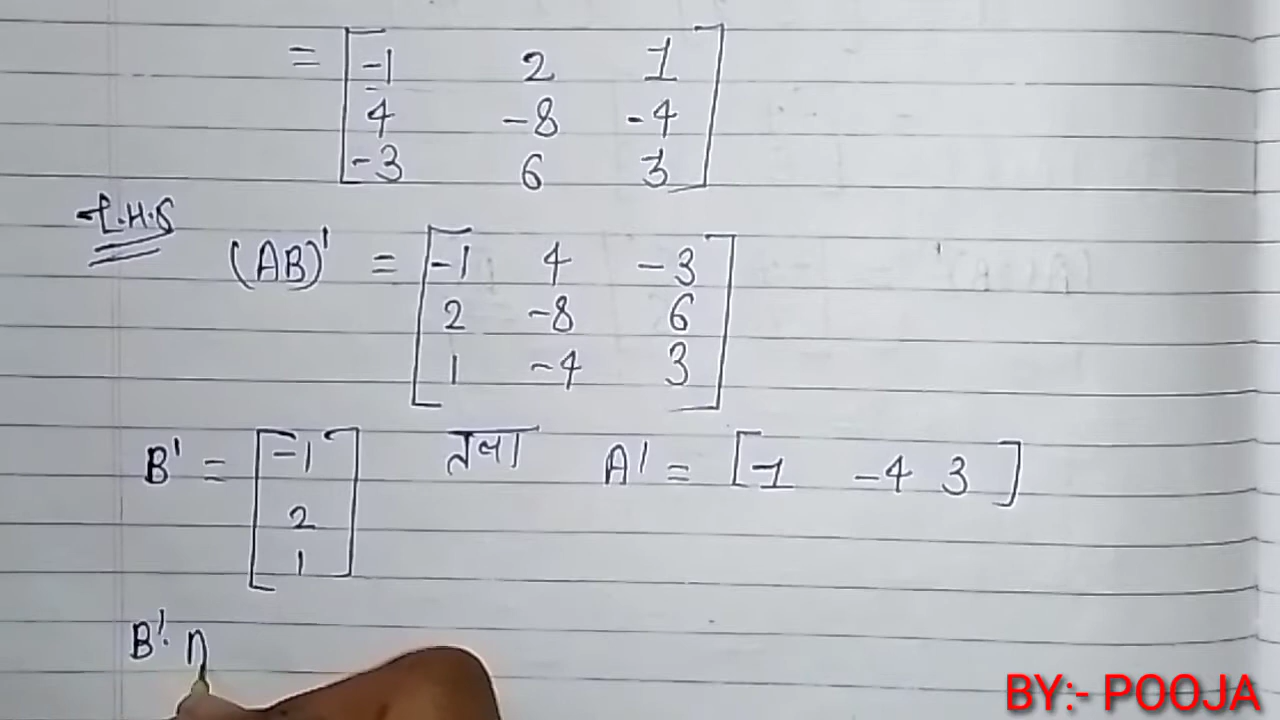 = [ -1 2 1
4 -8 -4
-3 6 3 ]
L.H.S
(AB)' = [ -1 4 -3
2 -8 6
1 -4 3 ]
B' = [ -1 2 1 ] तथा A' = [ 1 -4 3 ]
B'.
BY:- POOJA